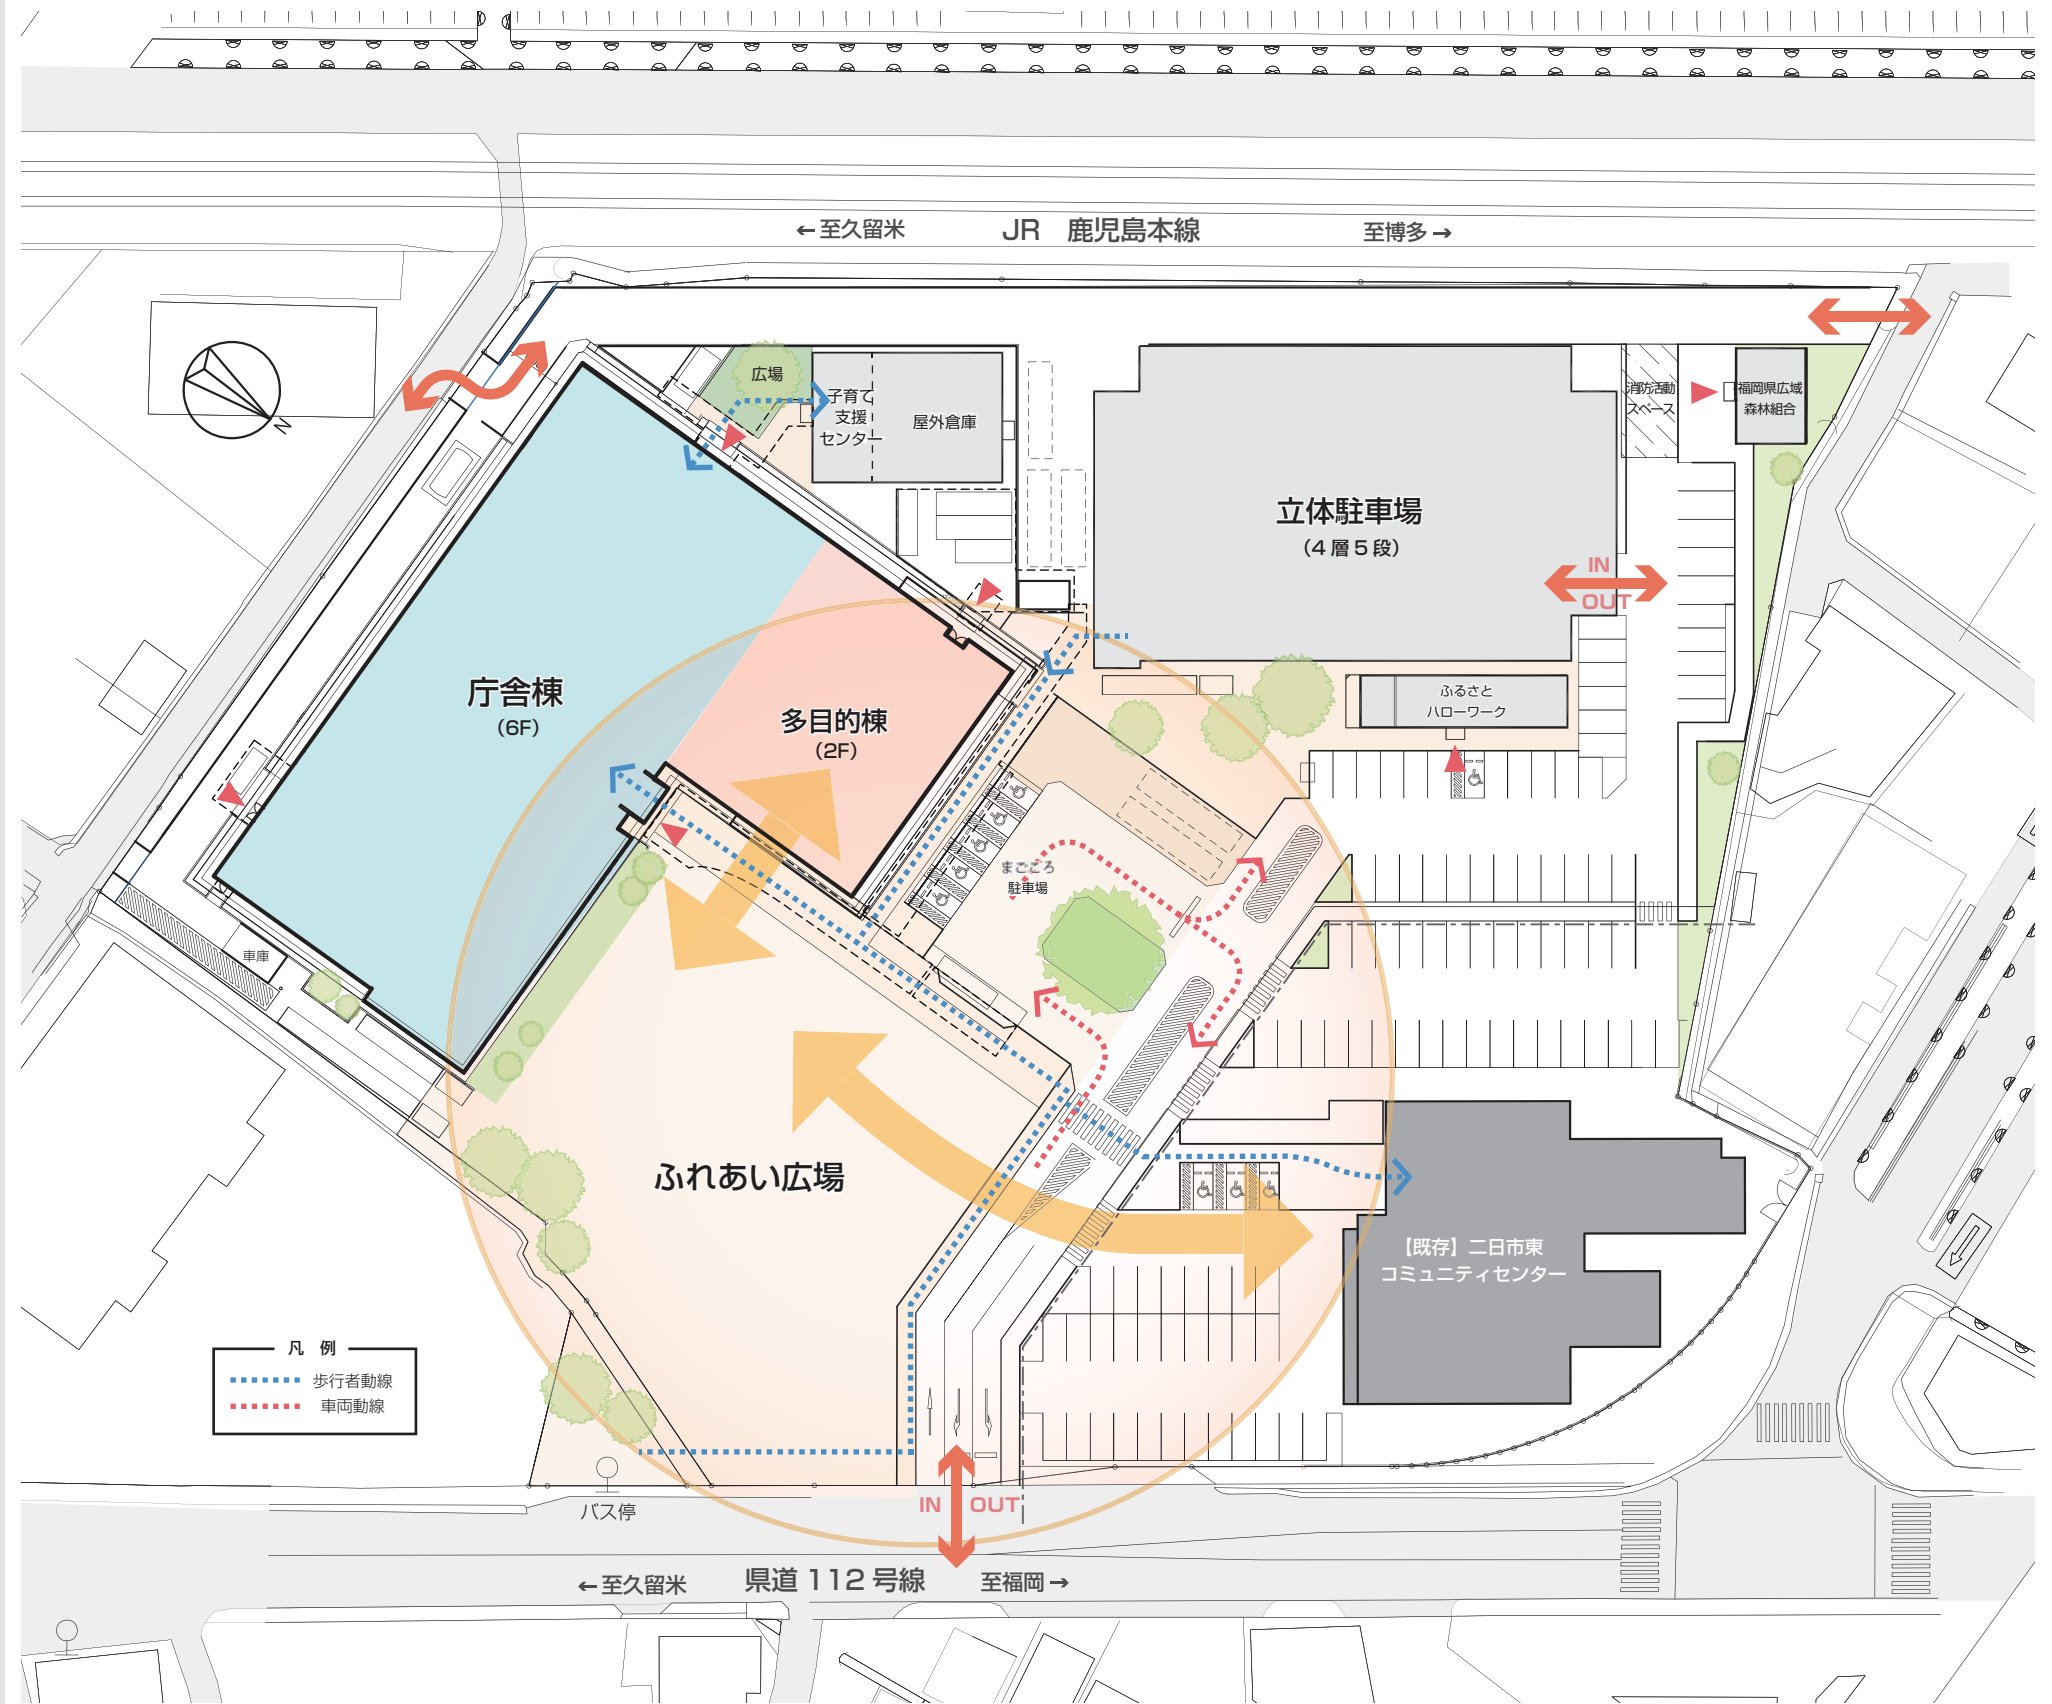 ←至久留米
JR 鹿児島本線
至博多→
広場
子育て
支援
センター
屋外倉庫
消防活動
スペース
福岡県広域
森林組合
N
立体駐車場
(4層5段)
IN
OUT
庁舎棟
(6F)
多目的棟
(2F)
ふるさと
ハローワーク
まごころ
駐車場
車庫
ふれあい広場
【既存】二日市東
コミュニティセンター
凡 例
歩行者動線
車両動線
バス停
IN OUT
←至久留米
県道112号線
至福岡→